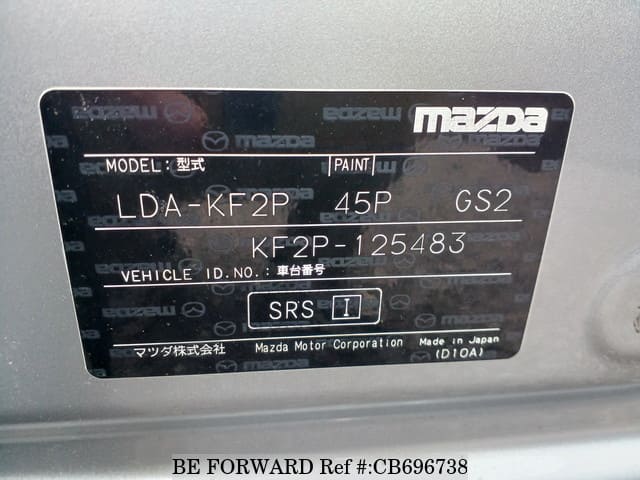 mazda
MODEL: 型式 PAINT
LDA-KF2P 45P GS2
KF2P-125483
VEHICLE ID.NO.: 車台番号
SRS I
マツダ株式会社 Mazda Motor Corporation Made in Japan
(D10A)
BE FORWARD Ref #:CB696738